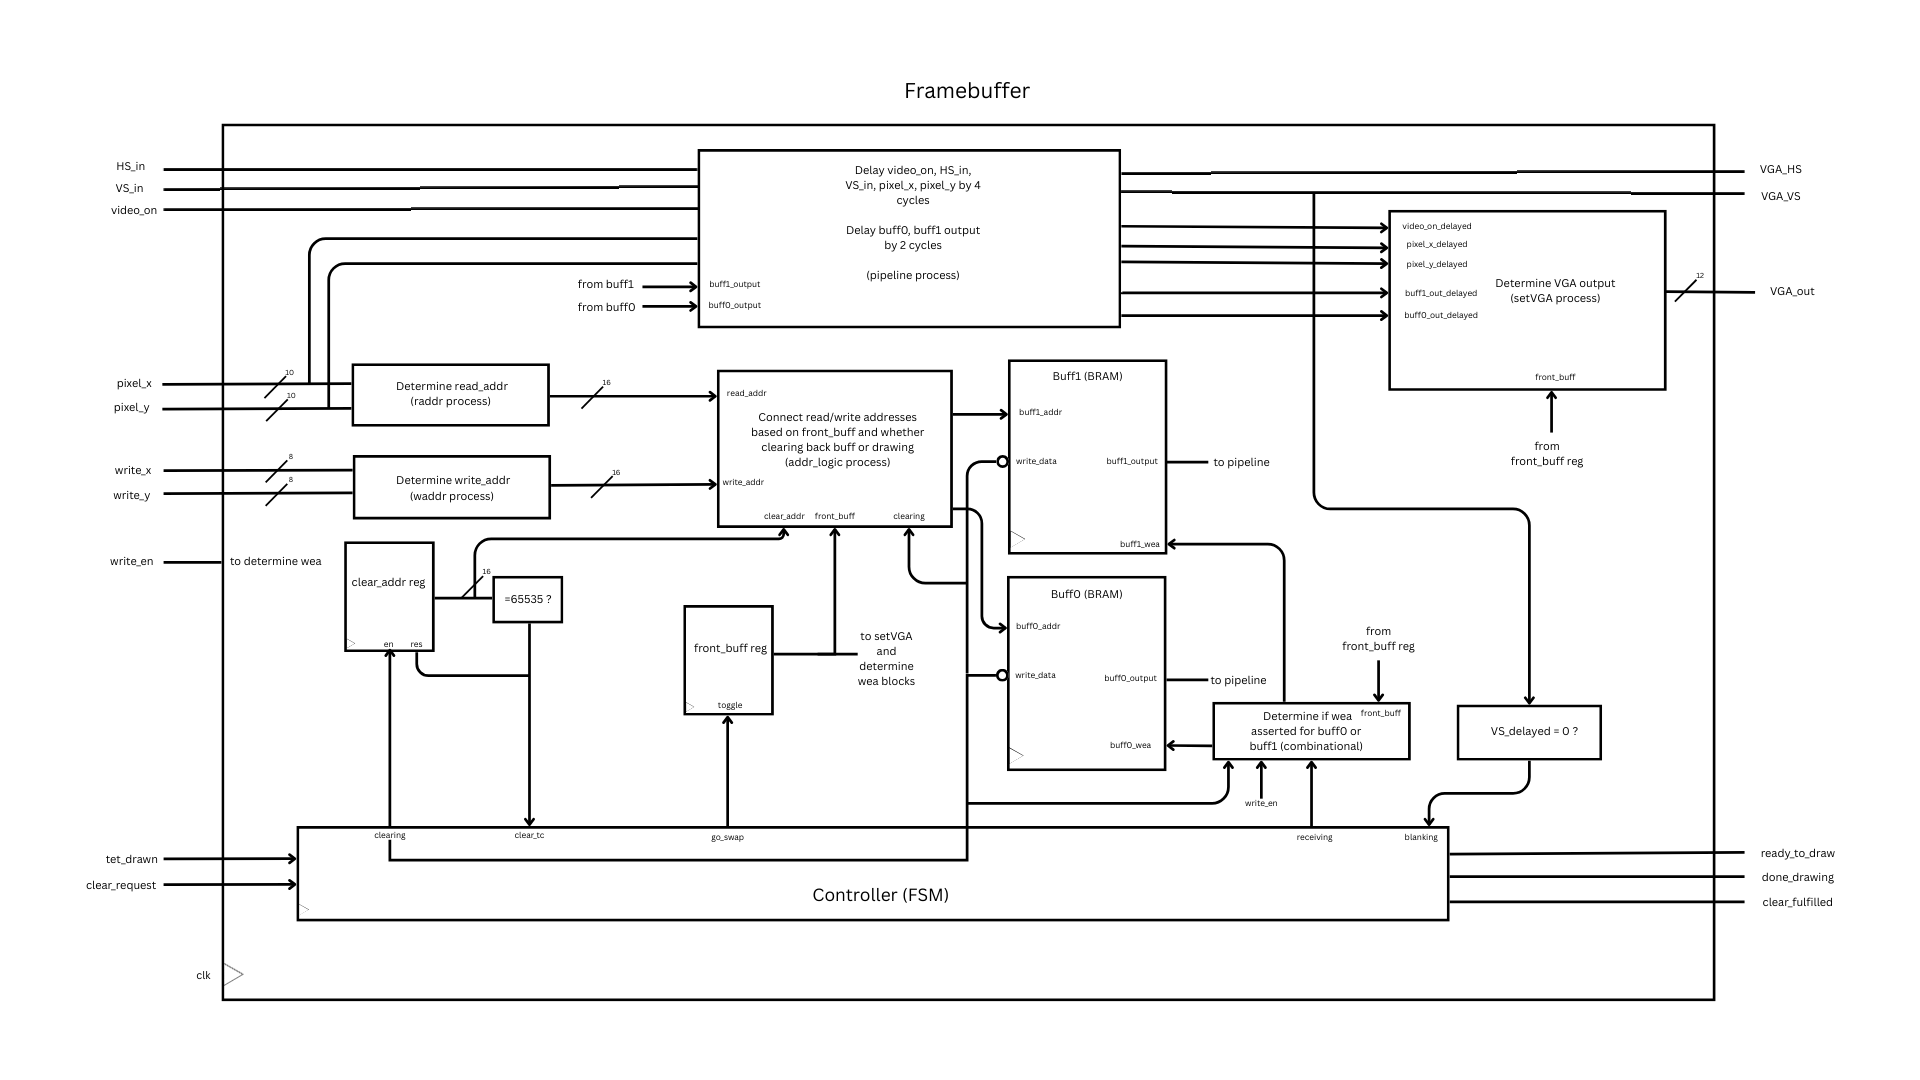 Framebuffer
HS_in
VS_in
video_on
Delay video_on, HS_in,
VS_in, pixel_x, pixel_y by 4
cycles
Delay buff0, buff1 output
by 2 cycles
(pipeline process)
from buff1
buff1_output
from buff0
buff0_output
VGA_HS
VGA_VS
video_on_delayed
pixel_x_delayed
pixel_y_delayed
buff1_out_delayed
buff0_out_delayed
Determine VGA output
(setVGA process)
front_buff
12
VGA_out
from
front_buff reg
pixel_x
10
pixel_y
10
Determine read_addr
(raddr process)
16
write_x
8
write_y
8
Determine write_addr
(waddr process)
16
read_addr
Connect read/write addresses
based on front_buff and whether
clearing back buff or drawing
(addr_logic process)
write_addr
clear_addr
front_buff
clearing
Buff1 (BRAM)
buff1_addr
write_data
buff1_output
to pipeline
buff1_wea
write_en
to determine wea
clear_addr reg
en
res
16
=65535 ?
front_buff reg
toggle
to setVGA
and
determine
wea blocks
Buff0 (BRAM)
buff0_addr
write_data
buff0_output
to pipeline
buff0_wea
from
front_buff reg
Determine if wea
asserted for buff0 or
buff1 (combinational)
front_buff
write_en
VS_delayed = 0 ?
clearing
clear_tc
go_swap
receiving
blanking
tet_drawn
clear_request
Controller (FSM)
ready_to_draw
done_drawing
clear_fulfilled
clk